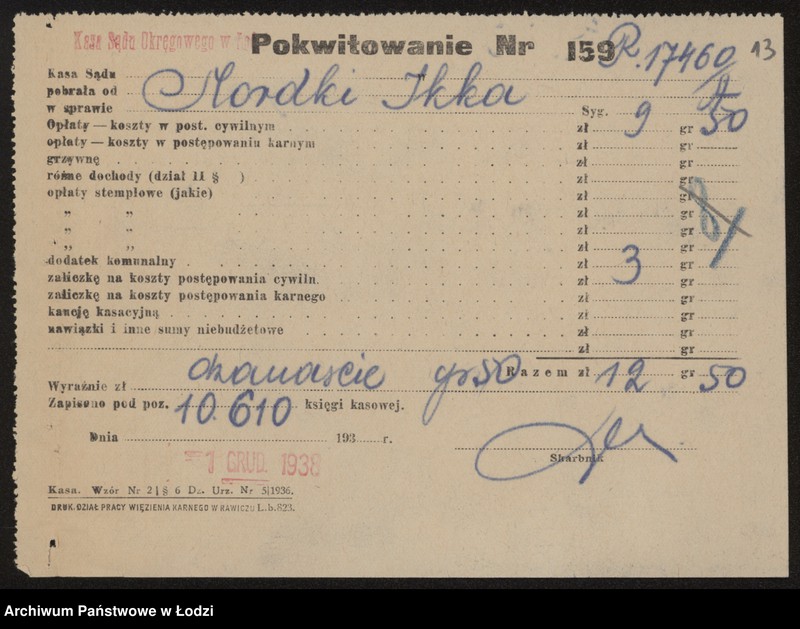 Kasa Sądu Okręgowego w
Pokwitowanie Nr 159 R. 17460 13
Kasa Sądu
pobrała od Mordki Ikka
w sprawie Syg.
Opłaty — koszty w post. cywilnym zł 9 gr 50
opłaty — koszty w postępowaniu karnym zł gr
grzywnę zł gr
różne dochody (dział II § ) zł gr
opłaty stemplowe (jakie) zł gr
„ „ zł gr
„ „ zł gr
„ „ zł gr
dodatek komunalny zł gr
zaliczkę na koszty postępowania cywiln. zł 3 gr
zaliczkę na koszty postępowania karnego zł gr
kaucję kasacyjną zł gr
nawiązki i inne sumy niebudżetowe zł gr
zł gr
Wyraźnie zł dwanaście gr 50 Razem zł 12 gr 50
Zapisano pod poz. 10.610 księgi kasowej.
Dnia 193 r.
1 GRUD. 1938
Skarbnik
Kasa. Wzór Nr 2 | § 6 Dz. Urz. Nr 5|1936.
DRUK. DZIAŁ PRACY WIĘZIENIA KARNEGO W RAWICZU L. b. 823.
Archiwum Państwowe w Łodzi